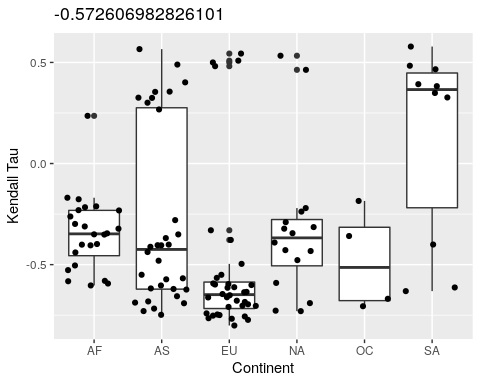 -0.572606982826101
0.5
0.0
-0.5
Kendall Tau
AF AS EU NA OC SA
Continent